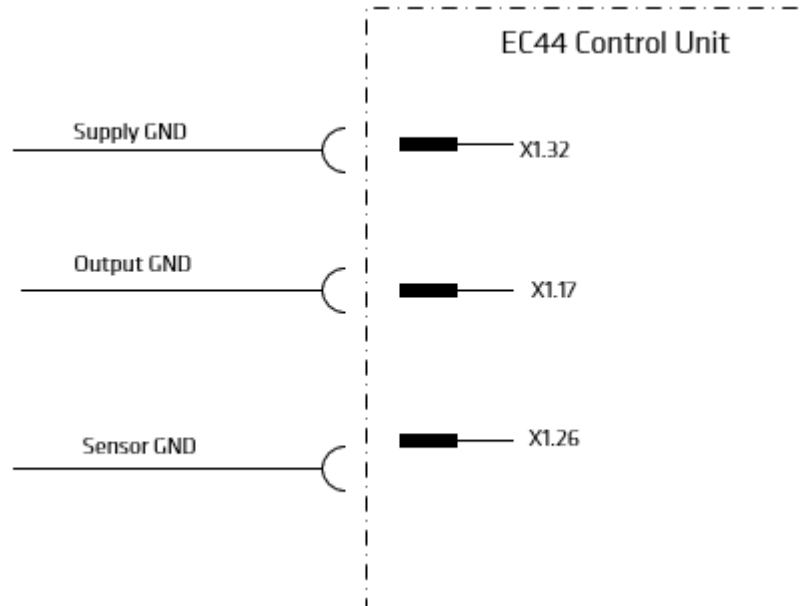 EC44 Control Unit
Supply GND
X1.32
Output GND
X1.17
Sensor GND
X1.26